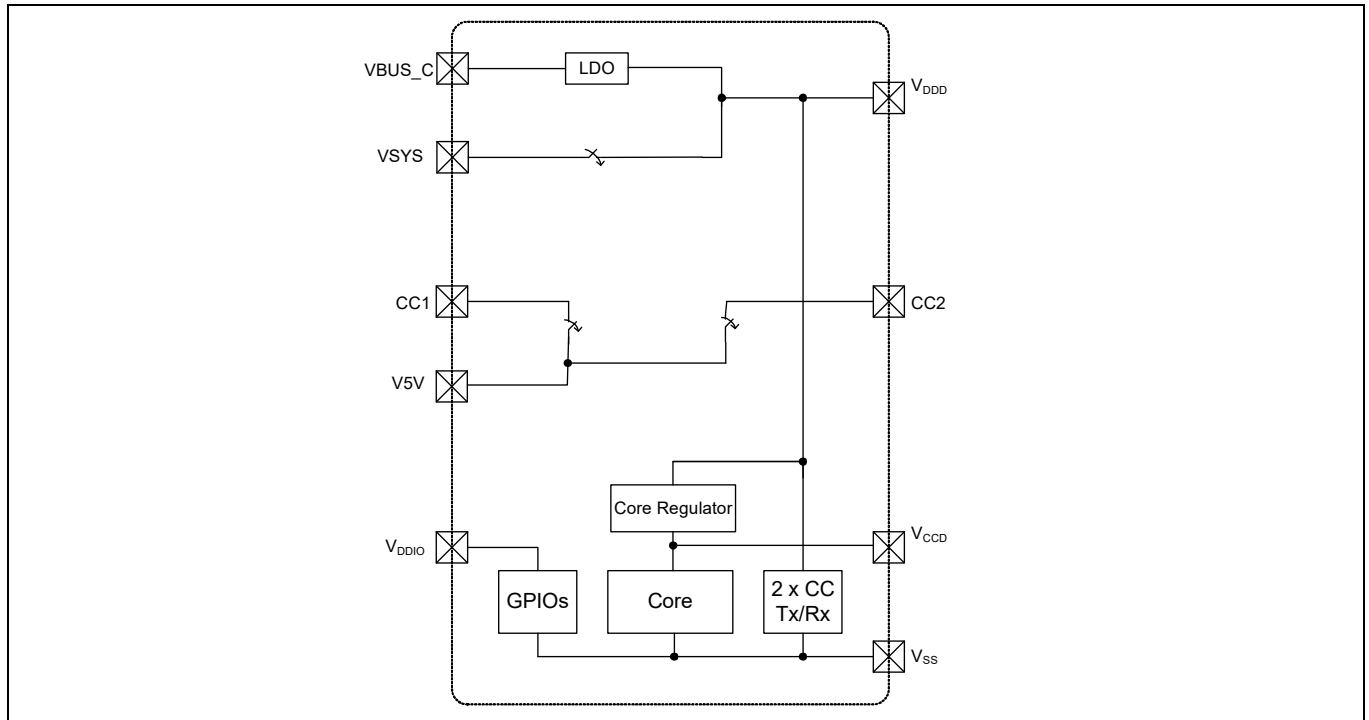 VBUS_C
LDO
VDDD
VSYS
CC1
CC2
V5V
Core Regulator
VDDIO
VCCD
GPIOs
Core
2 x CC
Tx/Rx
VSS